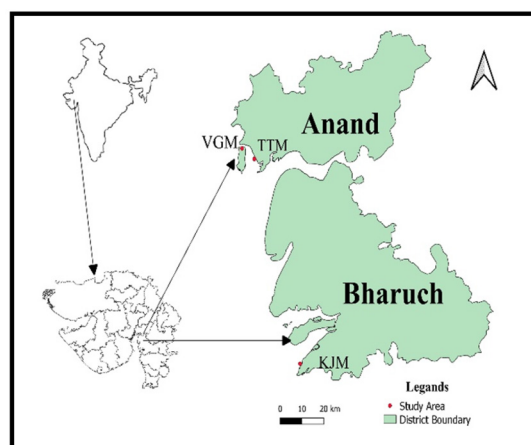 Anand
VGM
TTM
Bharuch
KJM
Legands
0 10 20 km
Study Area
District Boundary